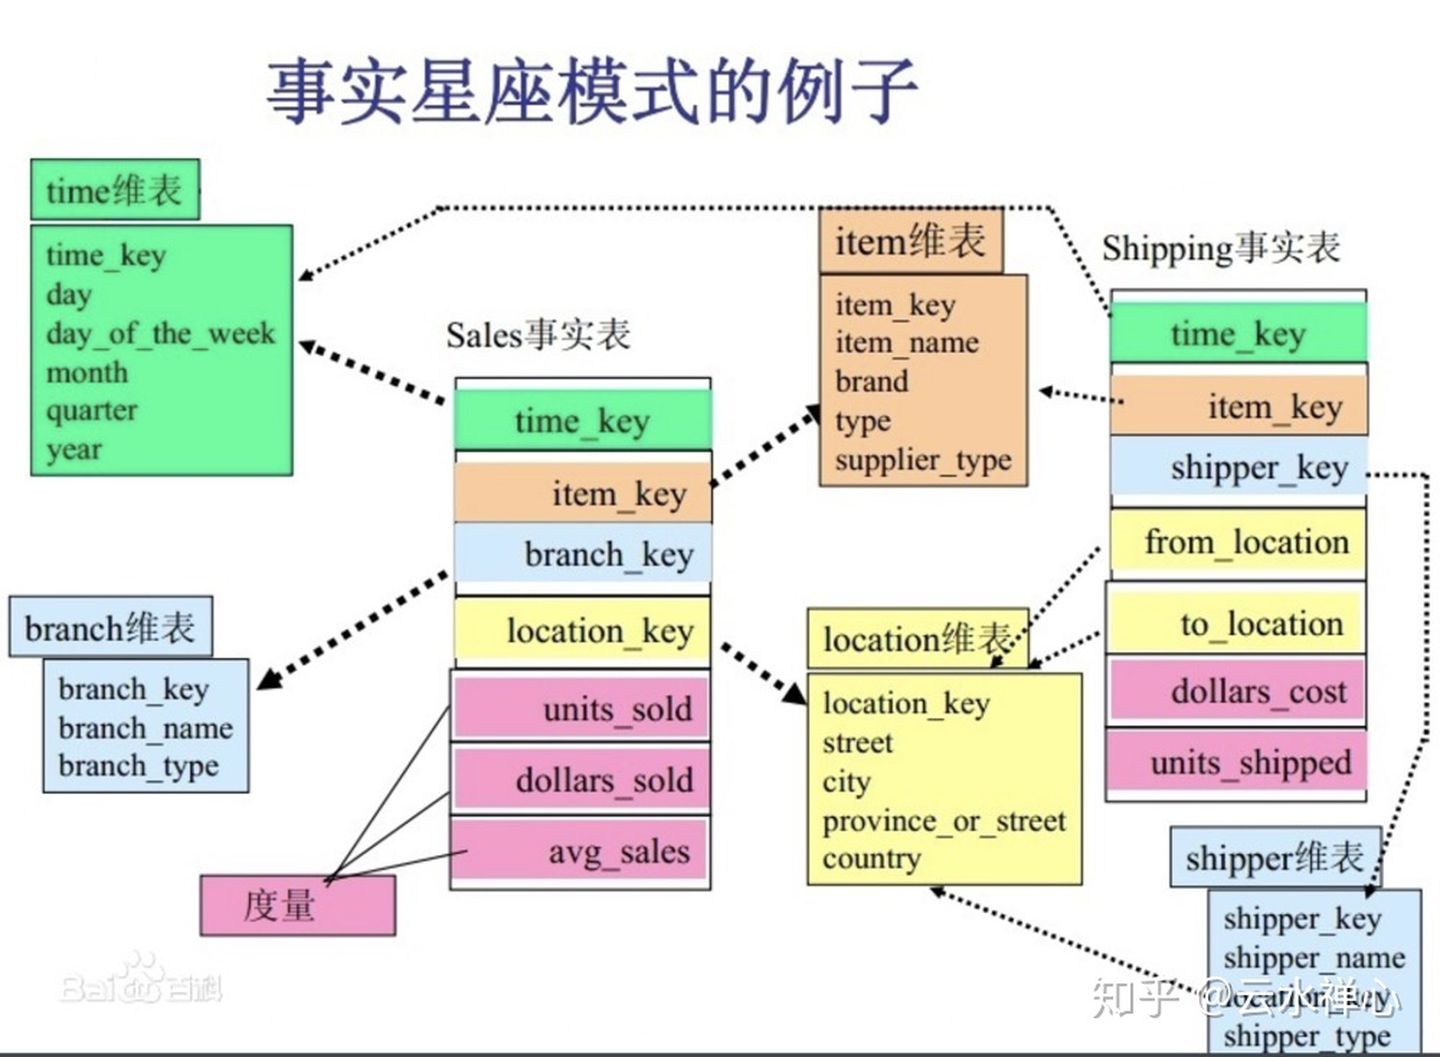 事实星座模式的例子
time维表
time_key
day
day_of_the_week
month
quarter
year
Sales事实表
time_key
item_key
branch_key
location_key
units_sold
dollars_sold
avg_sales
度量
branch维表
branch_key
branch_name
branch_type
item维表
item_key
item_name
brand
type
supplier_type
location维表
location_key
street
city
province_or_street
country
Shipping事实表
time_key
item_key
shipper_key
from_location
to_location
dollars_cost
units_shipped
shipper维表
shipper_key
shipper_name
location_key
shipper_type
Baidu百科
知乎 @云水禅心